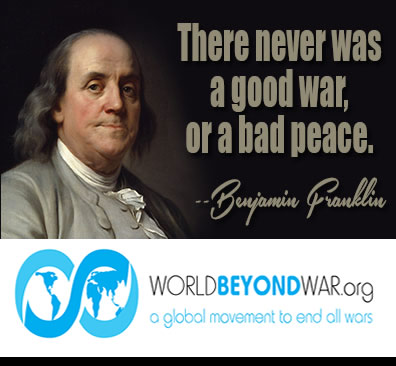 There never was
a good war,
or a bad peace.
--Benjamin Franklin
WORLDBEYONDWAR.org
a global movement to end all wars